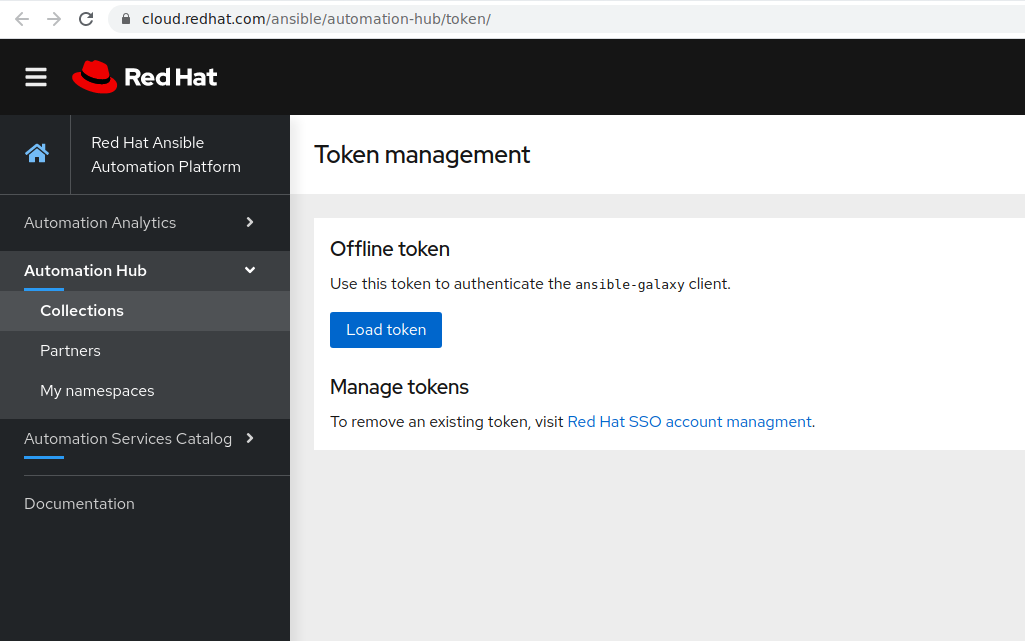 cloud.redhat.com/ansible/automation-hub/token/
Red Hat
Red Hat Ansible
Automation Platform
Automation Analytics
Automation Hub
Collections
Partners
My namespaces
Automation Services Catalog
Documentation
Token management
Offline token
Use this token to authenticate the ansible-galaxy client.
Load token
Manage tokens
To remove an existing token, visit Red Hat SSO account managment.